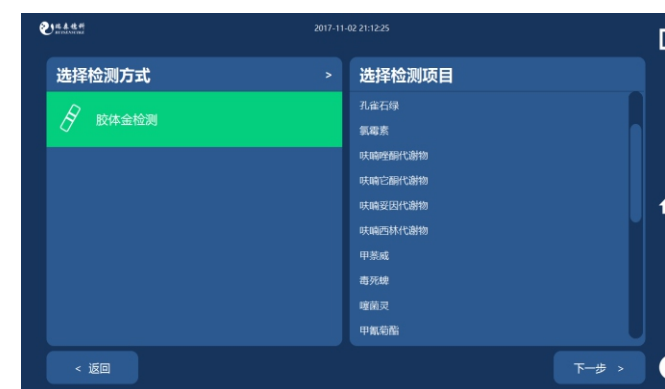 2017-11-02 21:12:25
选择检测方式 >
胶体金检测
选择检测项目
孔雀石绿
氯霉素
呋喃唑酮代谢物
呋喃它酮代谢物
呋喃妥因代谢物
呋喃西林代谢物
甲萘威
毒死蜱
噻菌灵
甲氰菊酯
< 返回
下一步 >